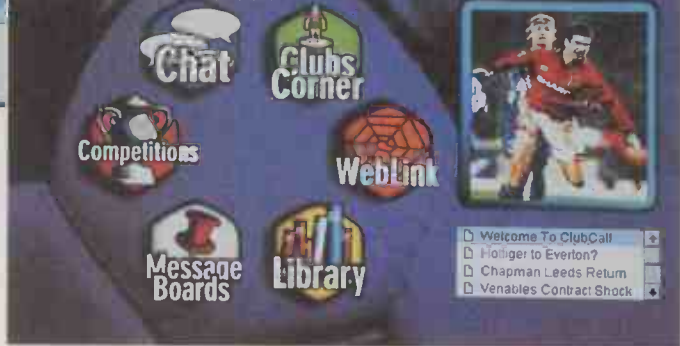 Chat
Clubs
Corner
Competitions
WebLink
Message
Boards
Library
Welcome To ClubCall
Hottiger to Everton?
Chapman Leeds Return
Venables Contract Shock